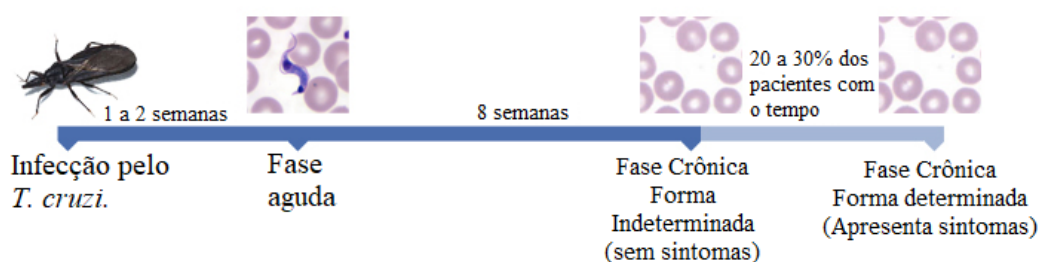 1 a 2 semanas
8 semanas
20 a 30% dos
pacientes com
o tempo
Infecção pelo
T. cruzi.
Fase
aguda
Fase Crônica
Forma
Indeterminada
(sem sintomas)
Fase Crônica
Forma determinada
(Apresenta sintomas)